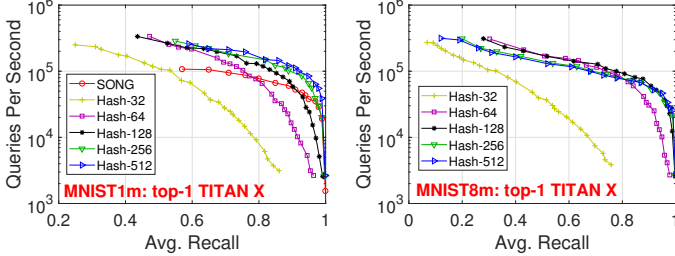 10^6
10^5
10^4
10^3
Queries Per Second
SONG
Hash-32
Hash-64
Hash-128
Hash-256
Hash-512
MNIST1m: top-1 TITAN X
0.2 0.4 0.6 0.8 1
Avg. Recall
10^6
10^5
10^4
10^3
Queries Per Second
Hash-32
Hash-64
Hash-128
Hash-256
Hash-512
MNIST8m: top-1 TITAN X
0 0.2 0.4 0.6 0.8 1
Avg. Recall